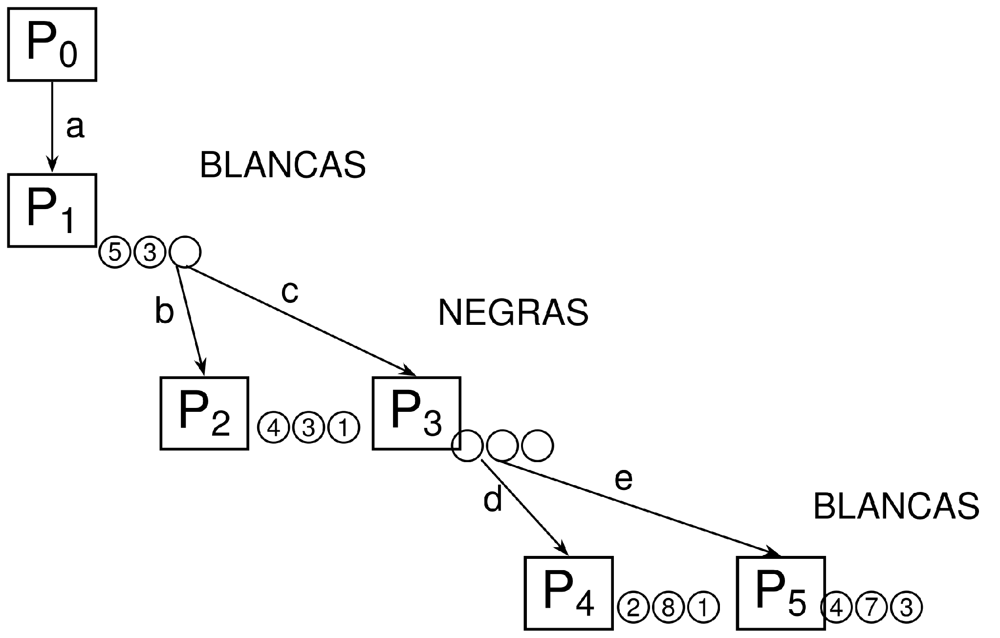 P0
a
BLANCAS
P1
5 3
c
b
NEGRAS
P2 4 3 1 P3
e
d
BLANCAS
P4 2 8 1 P5 4 7 3